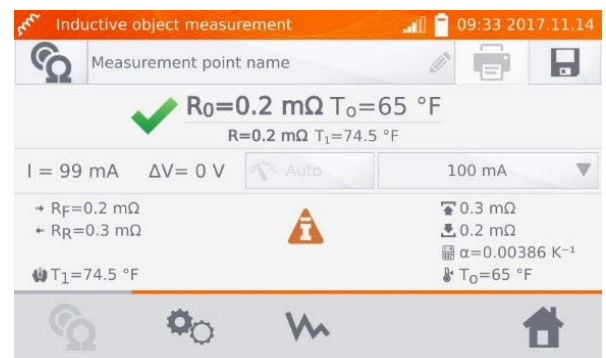 Inductive object measurement 09:33 2017.11.14
Measurement point name
R₀=0.2 mΩ Tₒ=65 °F
R=0.2 mΩ T₁=74.5 °F
I = 99 mA ΔV= 0 V Auto 100 mA
→ R_F=0.2 mΩ
← R_R=0.3 mΩ
T₁=74.5 °F
0.3 mΩ
0.2 mΩ
α=0.00386 K⁻¹
Tₒ=65 °F